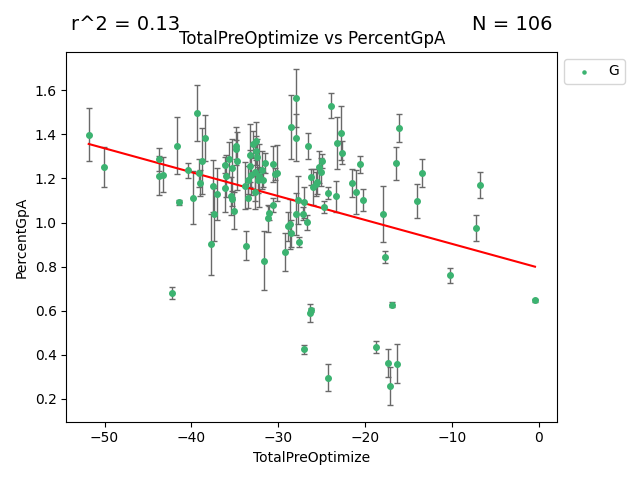 r^2 = 0.13
N = 106
TotalPreOptimize vs PercentGpA
G
PercentGpA
1.6
1.4
1.2
1.0
0.8
0.6
0.4
0.2
−50
−40
−30
−20
−10
0
TotalPreOptimize